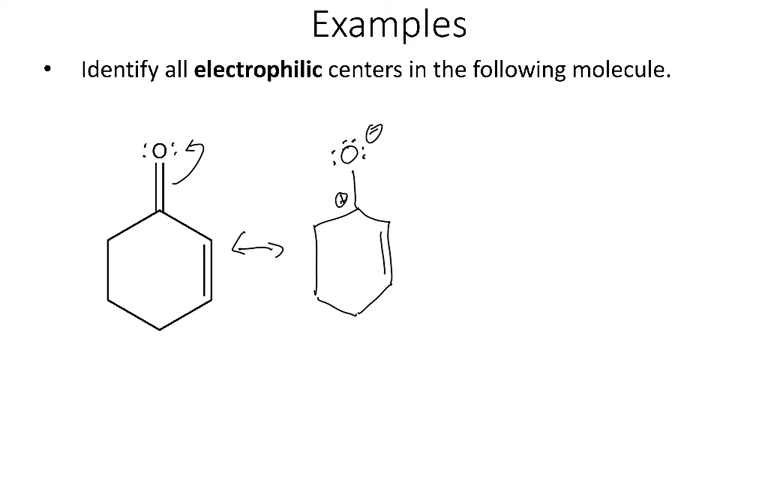 Examples
• Identify all electrophilic centers in the following molecule.
:O:
:Ö: ⊖
⊕